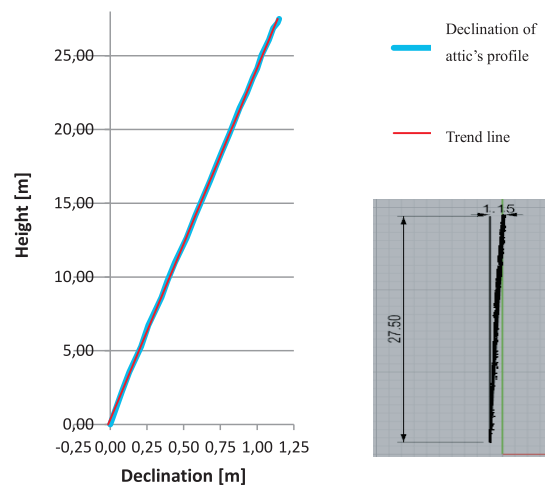 25,00
20,00
15,00
10,00
5,00
0,00
-0,25 0,00 0,25 0,50 0,75 1,00 1,25
Height [m]
Declination [m]
Declination of
attic’s profile
Trend line
1.15
27.50